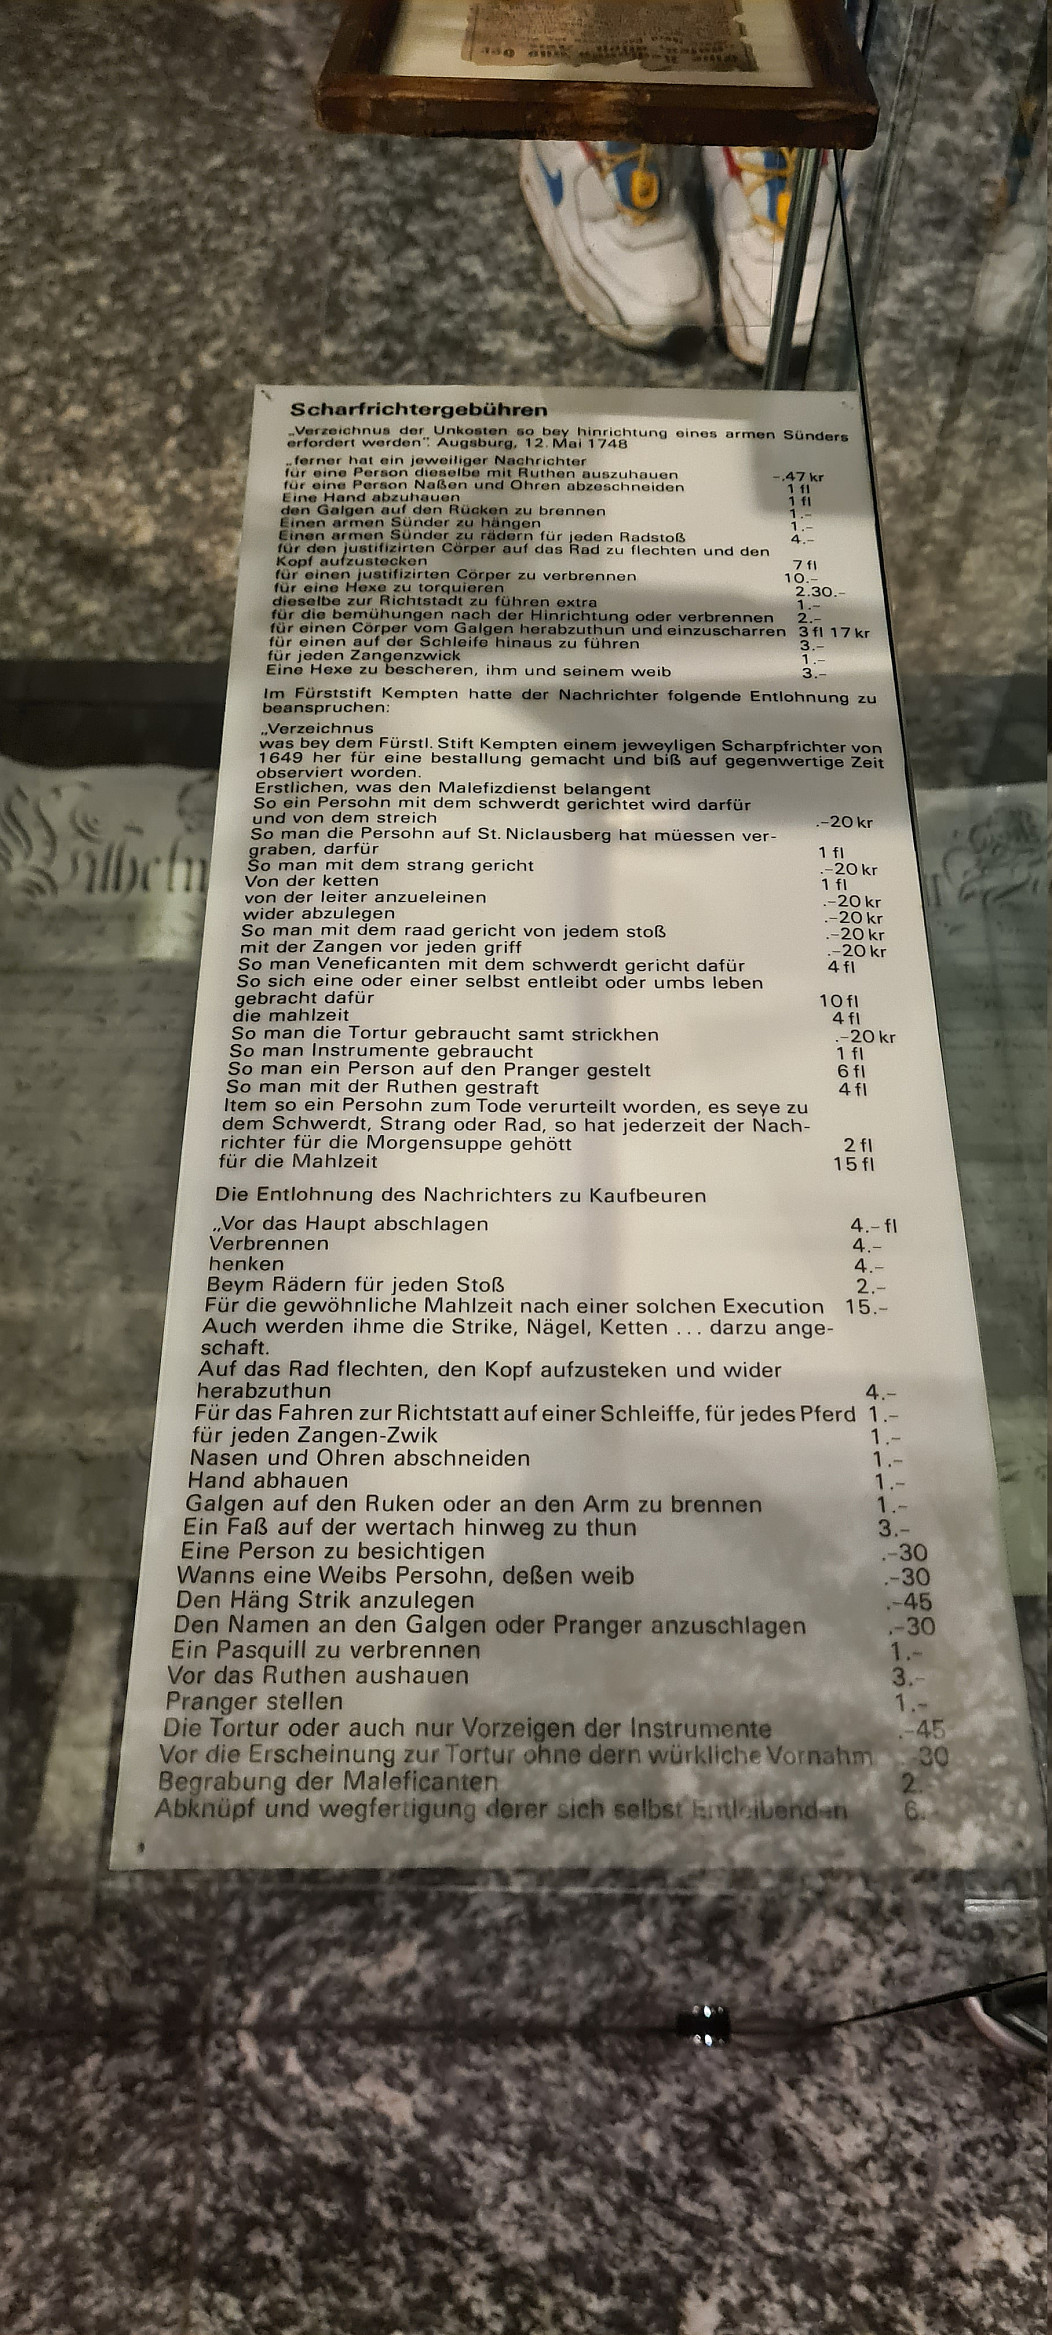 Scharfrichtergebühren
„Verzeichnus der Unkosten so bey hinrichtung eines armen Sünders
erfordert werden“. Augsburg, 12. Mai 1748
„ferner hat ein jeweiliger Nachrichter
für eine Person dieselbe mit Ruthen auszuhauen -.47 kr
für eine Person Naßen und Ohren abzeschneiden 1 fl
Eine Hand abzuhauen 1 fl
den Galgen auf den Rücken zu brennen 1.-
Einen armen Sünder zu hängen 1.-
Einen armen Sünder zu rädern für jeden Radstoß 4.-
für den justifizirten Cörper auf das Rad zu flechten und den
Kopf aufzustecken 7 fl
für einen justifizirten Cörper zu verbrennen 10.-
für eine Hexe zu torquieren 2.30.-
dieselbe zur Richtstadt zu führen extra 1.-
für die bemühungen nach der Hinrichtung oder verbrennen 2.-
für einen Cörper vom Galgen herabzuthun und einzuscharren 3 fl 17 kr
für einen auf der Schleife hinaus zu führen 3.-
für jeden Zangenzwick 1.-
Eine Hexe zu bescheren, ihm und seinem weib 3.-
Im Fürststift Kempten hatte der Nachrichter folgende Entlohnung zu
beanspruchen:
„Verzeichnus
was bey dem Fürstl. Stift Kempten einem jeweyligen Scharpfrichter von
1649 her für eine bestallung gemacht und biß auf gegenwertige Zeit
observiert worden.
Erstlichen, was den Malefizdienst belangent
So ein Persohn mit dem schwerdt gerichtet wird darfür
und von dem streich .-20 kr
So man die Persohn auf St. Niclausberg hat müessen ver-
graben, darfür 1 fl
So man mit dem strang gericht .-20 kr
Von der ketten 1 fl
von der leiter anzueleinen .-20 kr
wider abzulegen .-20 kr
So man mit dem raad gericht von jedem stoß .-20 kr
mit der Zangen vor jeden griff .-20 kr
So man Veneficanten mit dem schwerdt gericht dafür 4 fl
So sich eine oder einer selbst entleibt oder umbs leben
gebracht dafür 10 fl
die mahlzeit 4 fl
So man die Tortur gebraucht samt strickhen .-20 kr
So man Instrumente gebraucht 1 fl
So man ein Person auf den Pranger gestelt 6 fl
So man mit der Ruthen gestraft 4 fl
Item so ein Persohn zum Tode verurteilt worden, es seye zu
dem Schwerdt, Strang oder Rad, so hat jederzeit der Nach-
richter für die Morgensuppe gehött 2 fl
für die Mahlzeit 15 fl
Die Entlohnung des Nachrichters zu Kaufbeuren
„Vor das Haupt abschlagen 4.- fl
Verbrennen 4.-
henken 4.-
Beym Rädern für jeden Stoß 2.-
Für die gewöhnliche Mahlzeit nach einer solchen Execution 15.-
Auch werden ihme die Strike, Nägel, Ketten ... darzu ange-
schaft.
Auf das Rad flechten, den Kopf aufzusteken und wider
herabzuthun 4.-
Für das Fahren zur Richtstatt auf einer Schleiffe, für jedes Pferd 1.-
für jeden Zangen-Zwik 1.-
Nasen und Ohren abschneiden 1.-
Hand abhauen 1.-
Galgen auf den Ruken oder an den Arm zu brennen 1.-
Ein Faß auf der wertach hinweg zu thun 3.-
Eine Person zu besichtigen .-30
Wanns eine Weibs Persohn, deßen weib .-30
Den Häng Strik anzulegen .-45
Den Namen an den Galgen oder Pranger anzuschlagen .-30
Ein Pasquill zu verbrennen 1.-
Vor das Ruthen aushauen 3.-
Pranger stellen 1.-
Die Tortur oder auch nur Vorzeigen der Instrumente .-45
Vor die Erscheinung zur Tortur ohne dern würkliche Vornahm .-30
Begrabung der Maleficanten 2.
Abknüpf und wegfertigung derer sich selbst Entleibenden 6.